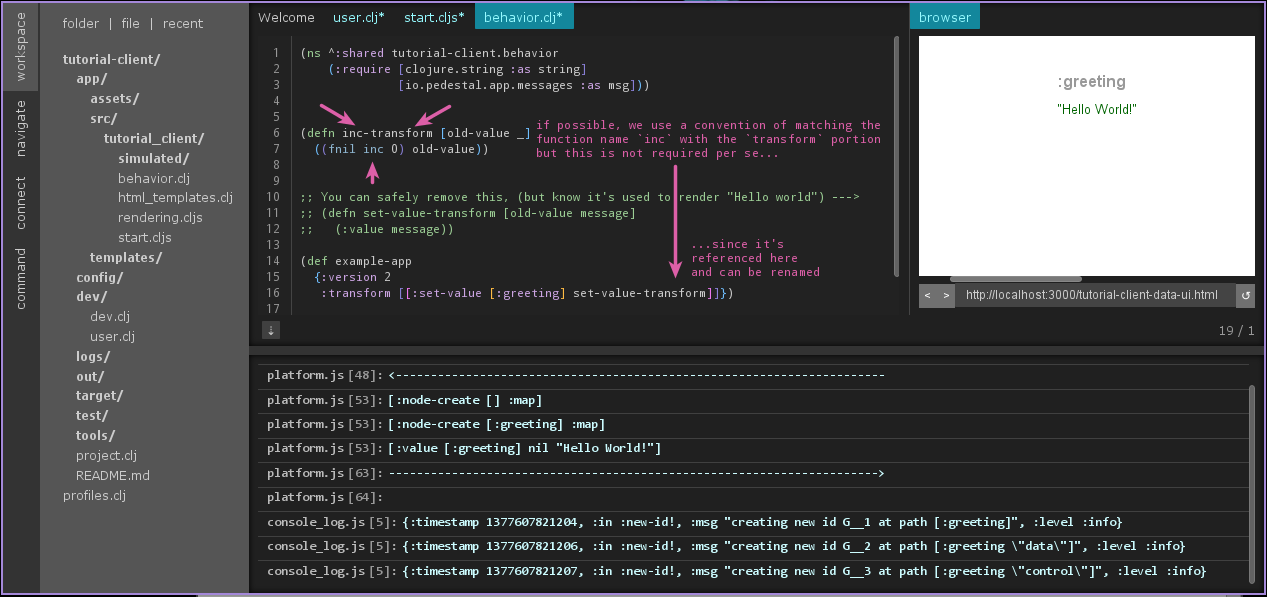 workspace
navigate
connect
command
folder | file | recent
tutorial-client/
app/
assets/
src/
tutorial_client/
simulated/
behavior.clj
html_templates.clj
rendering.cljs
start.cljs
templates/
config/
dev/
dev.clj
user.clj
logs/
out/
target/
test/
tools/
project.clj
README.md
profiles.clj
Welcome user.clj* start.cljs* behavior.clj*
1 (ns ^:shared tutorial-client.behavior
2 (:require [clojure.string :as string]
3 [io.pedestal.app.messages :as msg]))
4
5
6 (defn inc-transform [old-value _]
7 ((fnil inc 0) old-value))
8
9
10 ;; You can safely remove this, (but know it's used to render "Hello world") --->
11 ;; (defn set-value-transform [old-value message]
12 ;; (:value message))
13
14 (def example-app
15 {:version 2
16 :transform [[:set-value [:greeting] set-value-transform]]})
17
if possible, we use a convention of matching the
function name `inc` with the `transform` portion
but this is not required per se...
...since it's
referenced here
and can be renamed
↓
19 / 1
browser
:greeting
"Hello World!"
< > http://localhost:3000/tutorial-client-data-ui.html ↺
platform.js[48]: <----------------------------------------------------------------------
platform.js[53]: [:node-create [] :map]
platform.js[53]: [:node-create [:greeting] :map]
platform.js[53]: [:value [:greeting] nil "Hello World!"]
platform.js[63]: ---------------------------------------------------------------------->
platform.js[64]:
console_log.js[5]: {:timestamp 1377607821204, :in :new-id!, :msg "creating new id G__1 at path [:greeting]", :level :info}
console_log.js[5]: {:timestamp 1377607821206, :in :new-id!, :msg "creating new id G__2 at path [:greeting \"data\"]", :level :info}
console_log.js[5]: {:timestamp 1377607821207, :in :new-id!, :msg "creating new id G__3 at path [:greeting \"control\"]", :level :info}